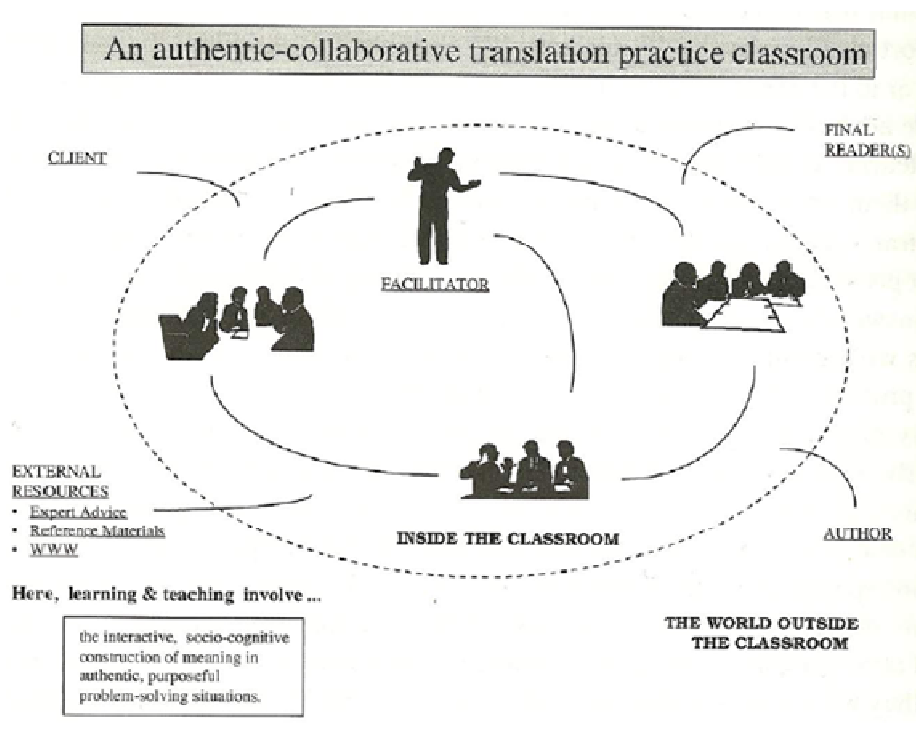 An authentic-collaborative translation practice classroom
CLIENT
FINAL
READER(S)
FACILITATOR
EXTERNAL
RESOURCES
• Expert Advice
• Reference Materials
• WWW
INSIDE THE CLASSROOM
AUTHOR
Here, learning & teaching involve ...
the interactive, socio-cognitive
construction of meaning in
authentic, purposeful
problem-solving situations.
THE WORLD OUTSIDE
THE CLASSROOM